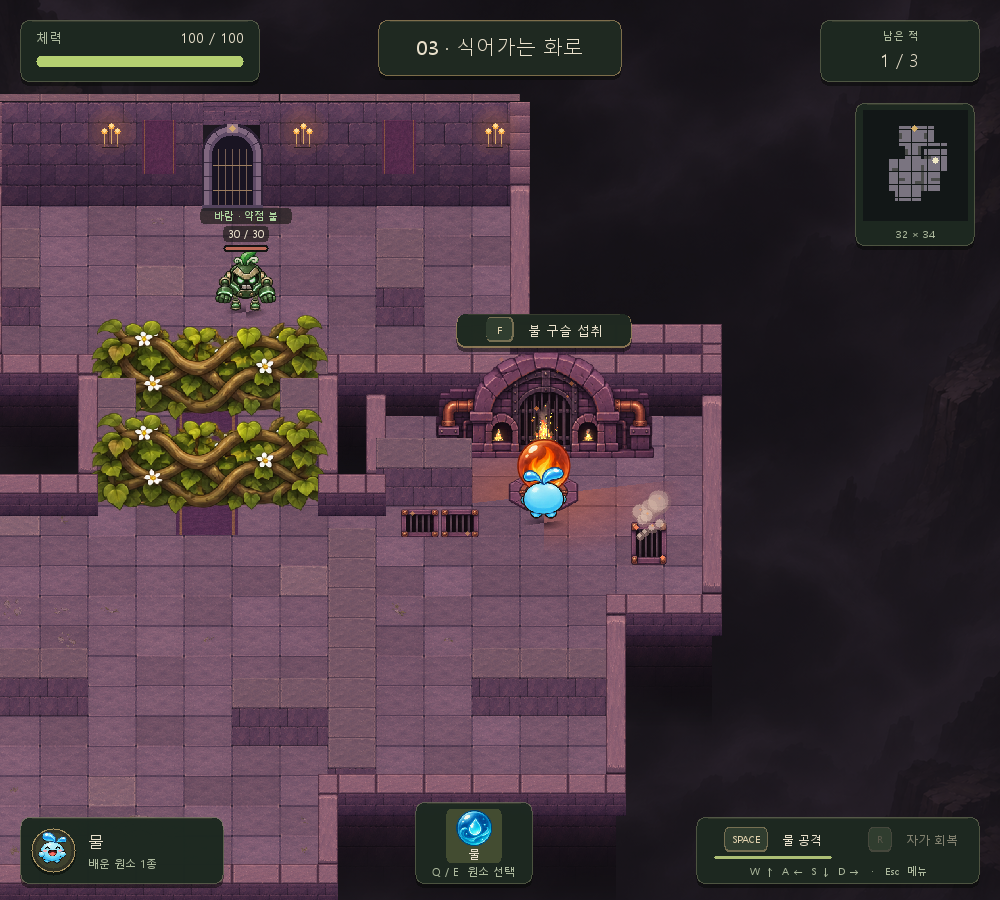 체력 100 / 100
03 · 식어가는 화로
남은 적
1 / 3
32 × 34
바람 · 약점 불
30 / 30
F 불 구슬 섭취
물
배운 원소 1종
물
Q / E 원소 선택
SPACE 물 공격 R 자가 회복
W ↑ A ← S ↓ D → · Esc 메뉴